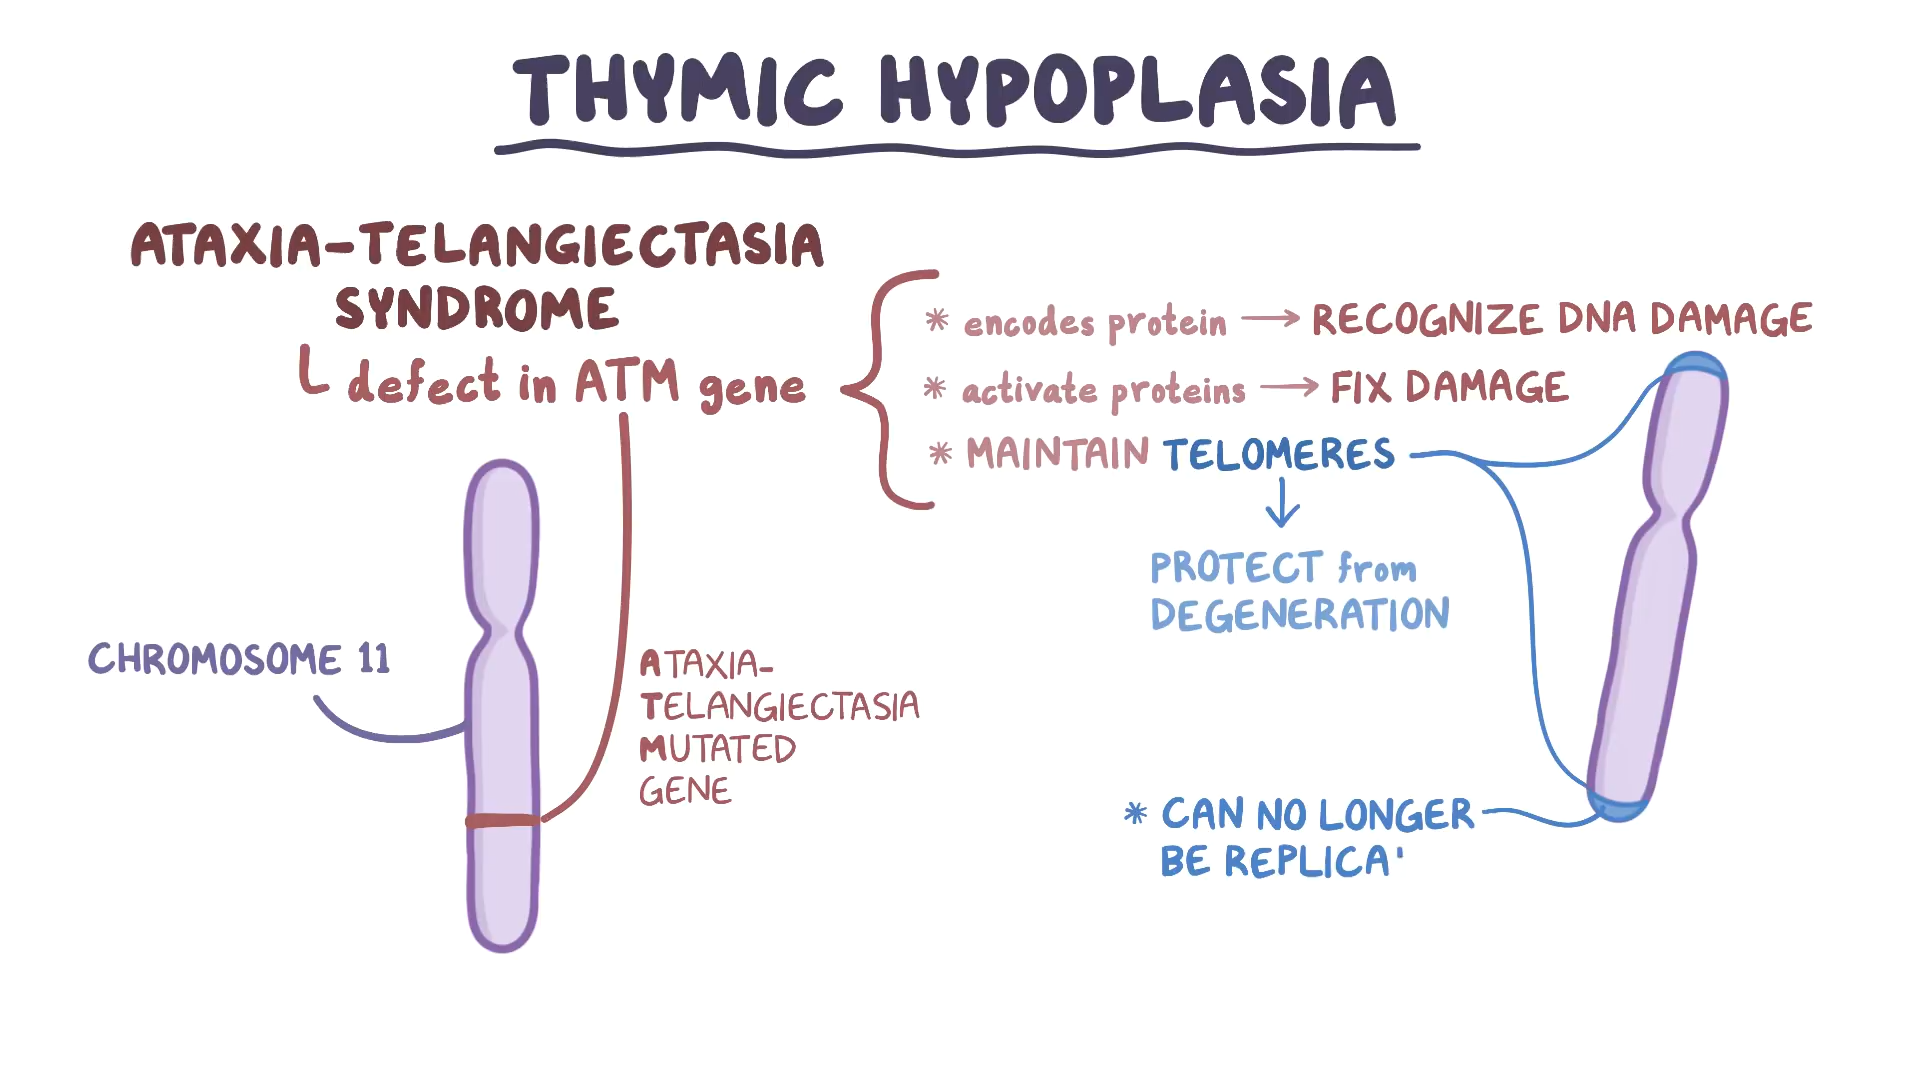 THYMIC HYPOPLASIA
ATAXIA-TELANGIECTASIA
SYNDROME
defect in ATM gene
* encodes protein → RECOGNIZE DNA DAMAGE
* activate proteins → FIX DAMAGE
* MAINTAIN TELOMERES
PROTECT from
DEGENERATION
CHROMOSOME 11
ATAXIA-
TELANGIECTASIA
MUTATED
GENE
* CAN NO LONGER
BE REPLICA'